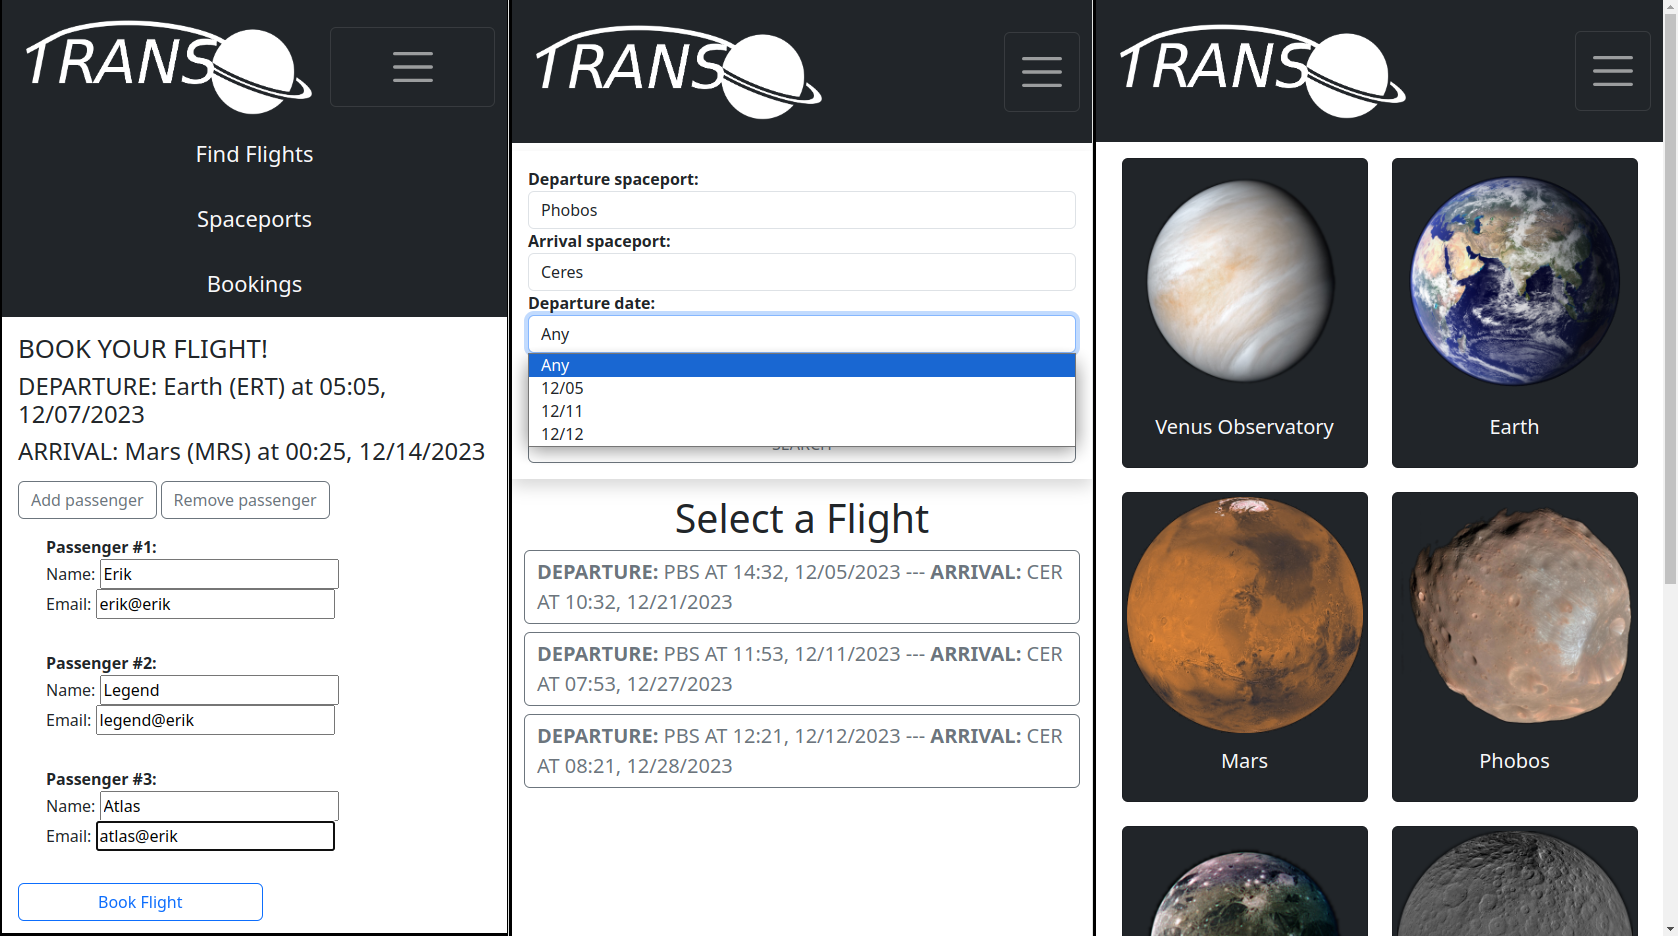 TRANS
Find Flights
Spaceports
Bookings
BOOK YOUR FLIGHT!
DEPARTURE: Earth (ERT) at 05:05,
12/07/2023
ARRIVAL: Mars (MRS) at 00:25, 12/14/2023
Add passenger
Remove passenger
Passenger #1:
Name: Erik
Email: erik@erik
Passenger #2:
Name: Legend
Email: legend@erik
Passenger #3:
Name: Atlas
Email: atlas@erik
Book Flight
TRANS
Departure spaceport:
Phobos
Arrival spaceport:
Ceres
Departure date:
Any
Any
12/05
12/11
12/12
SEARCH
Select a Flight
DEPARTURE: PBS AT 14:32, 12/05/2023 --- ARRIVAL: CER
AT 10:32, 12/21/2023
DEPARTURE: PBS AT 11:53, 12/11/2023 --- ARRIVAL: CER
AT 07:53, 12/27/2023
DEPARTURE: PBS AT 12:21, 12/12/2023 --- ARRIVAL: CER
AT 08:21, 12/28/2023
TRANS
Venus Observatory
Earth
Mars
Phobos